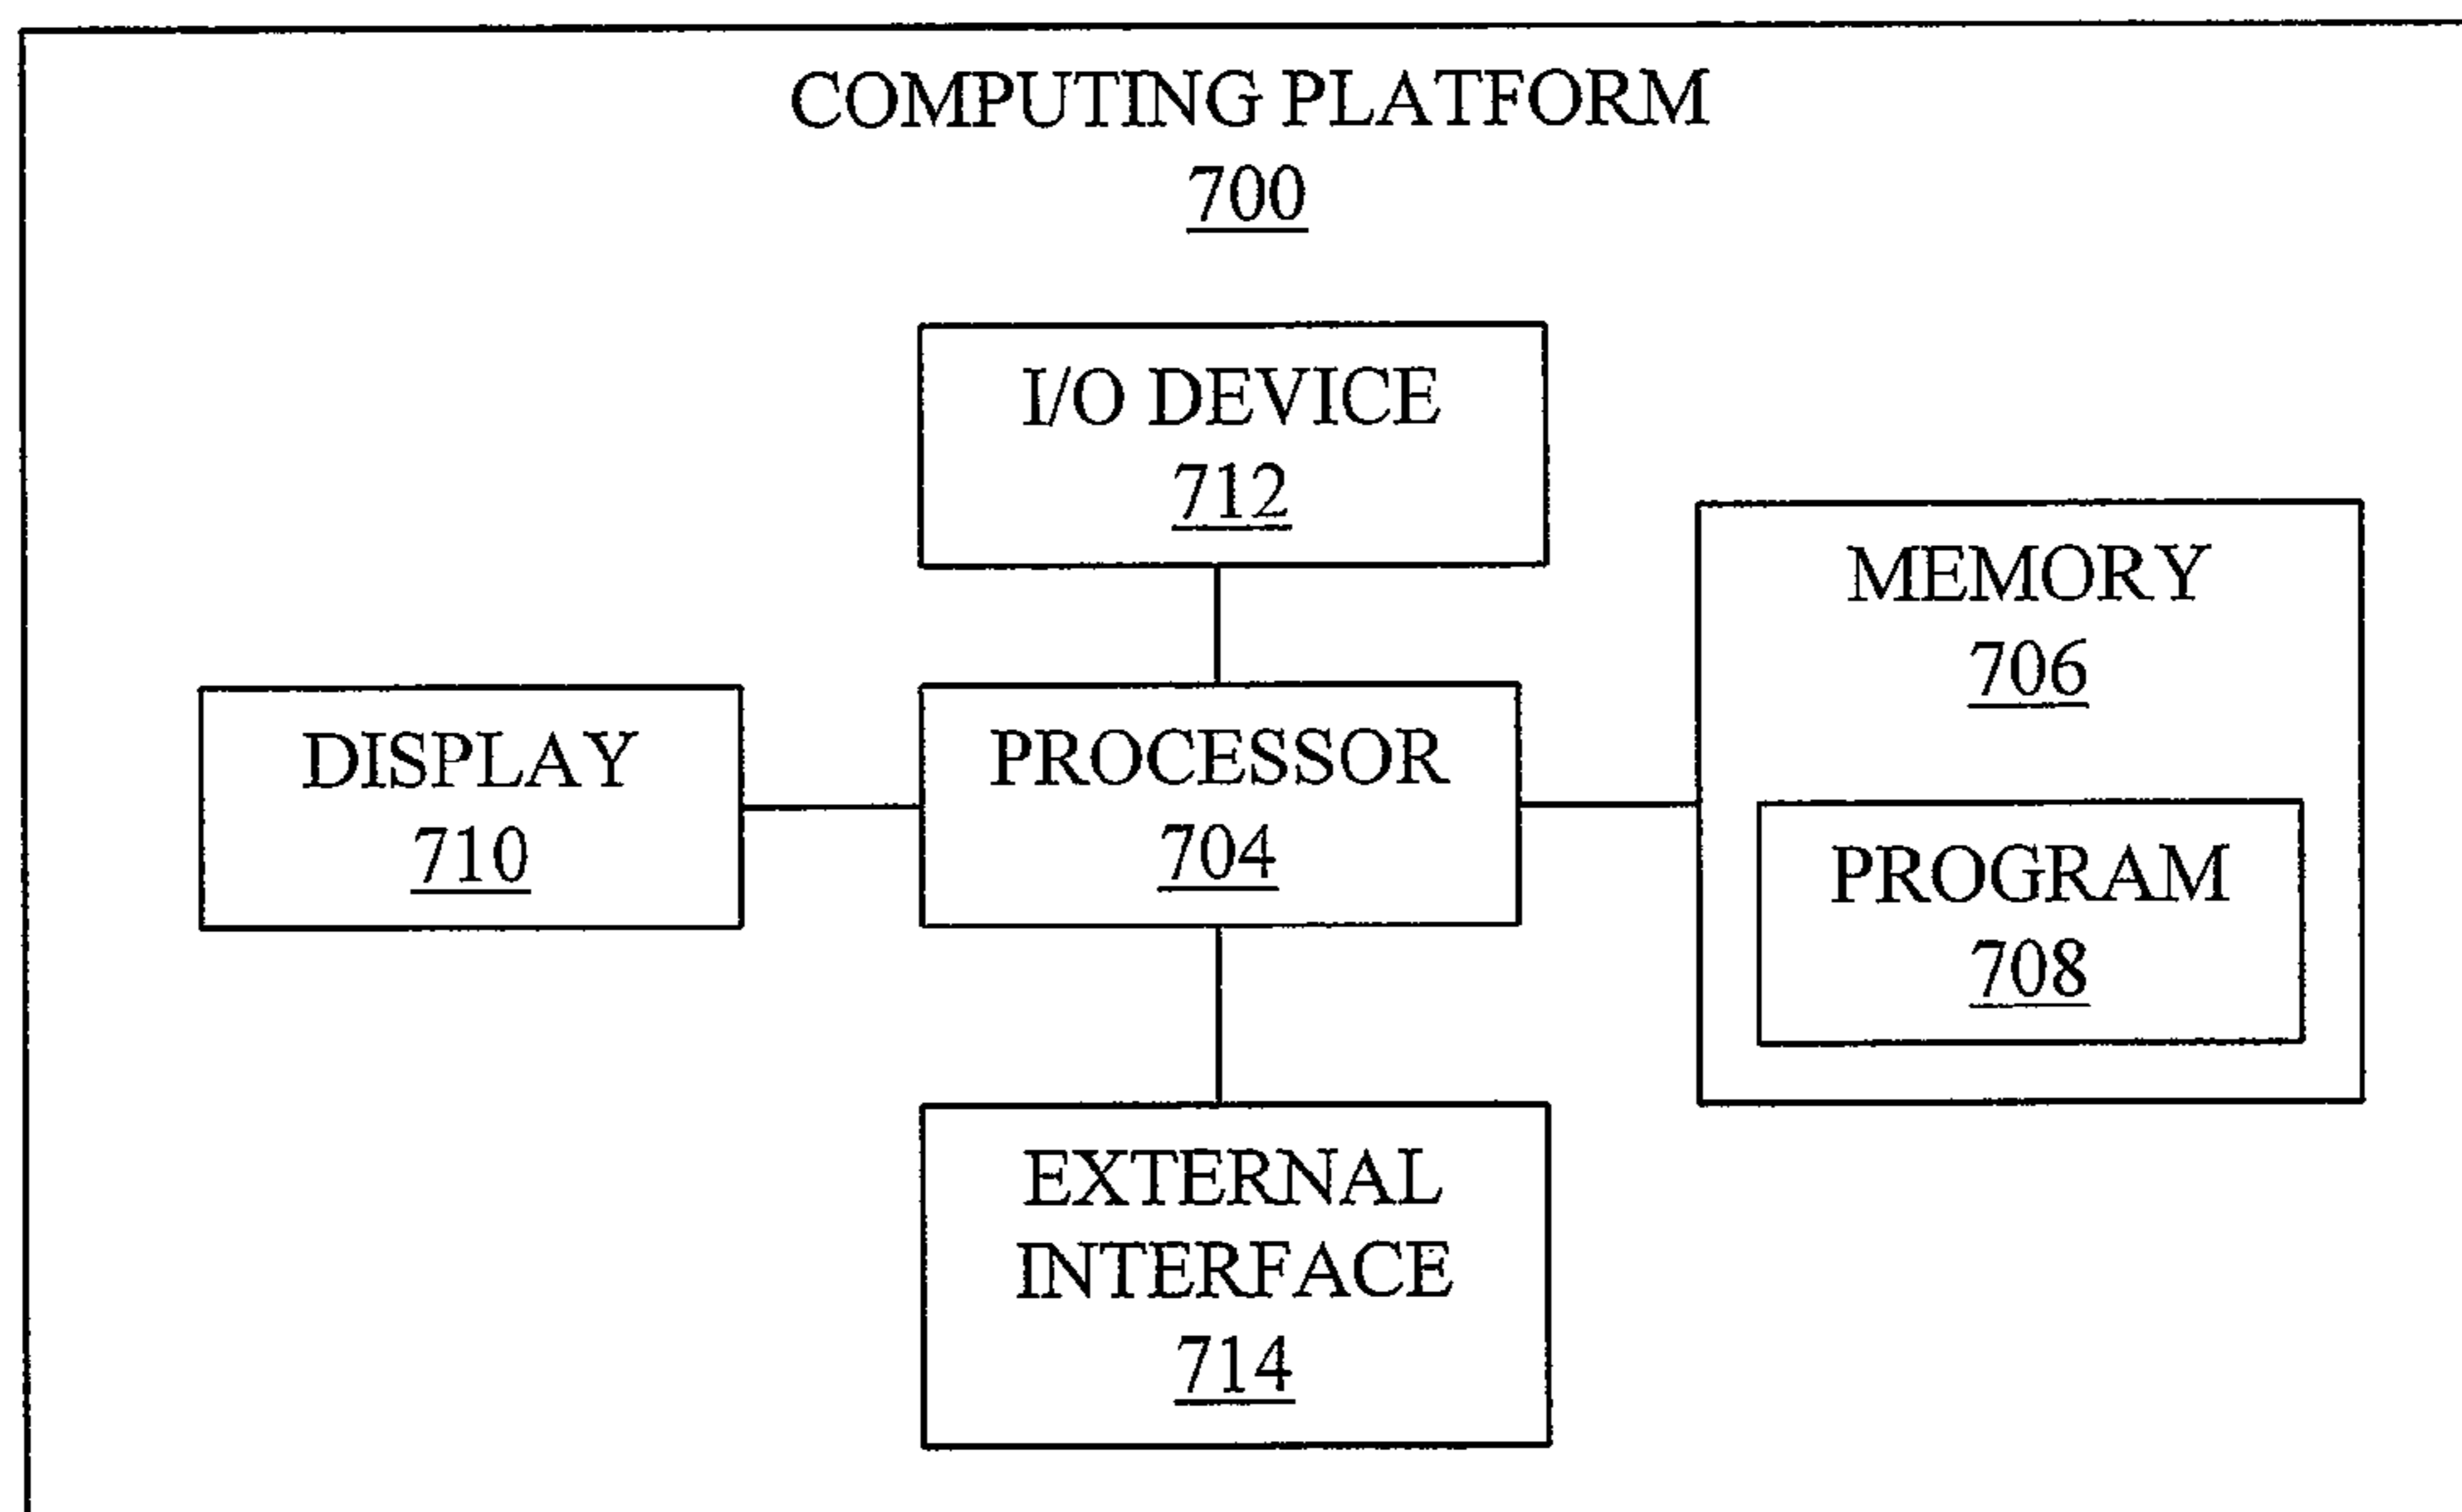 COMPUTING PLATFORM
700
I/O DEVICE
712
MEMORY
706
DISPLAY
710
PROCESSOR
704
PROGRAM
708
EXTERNAL
INTERFACE
714